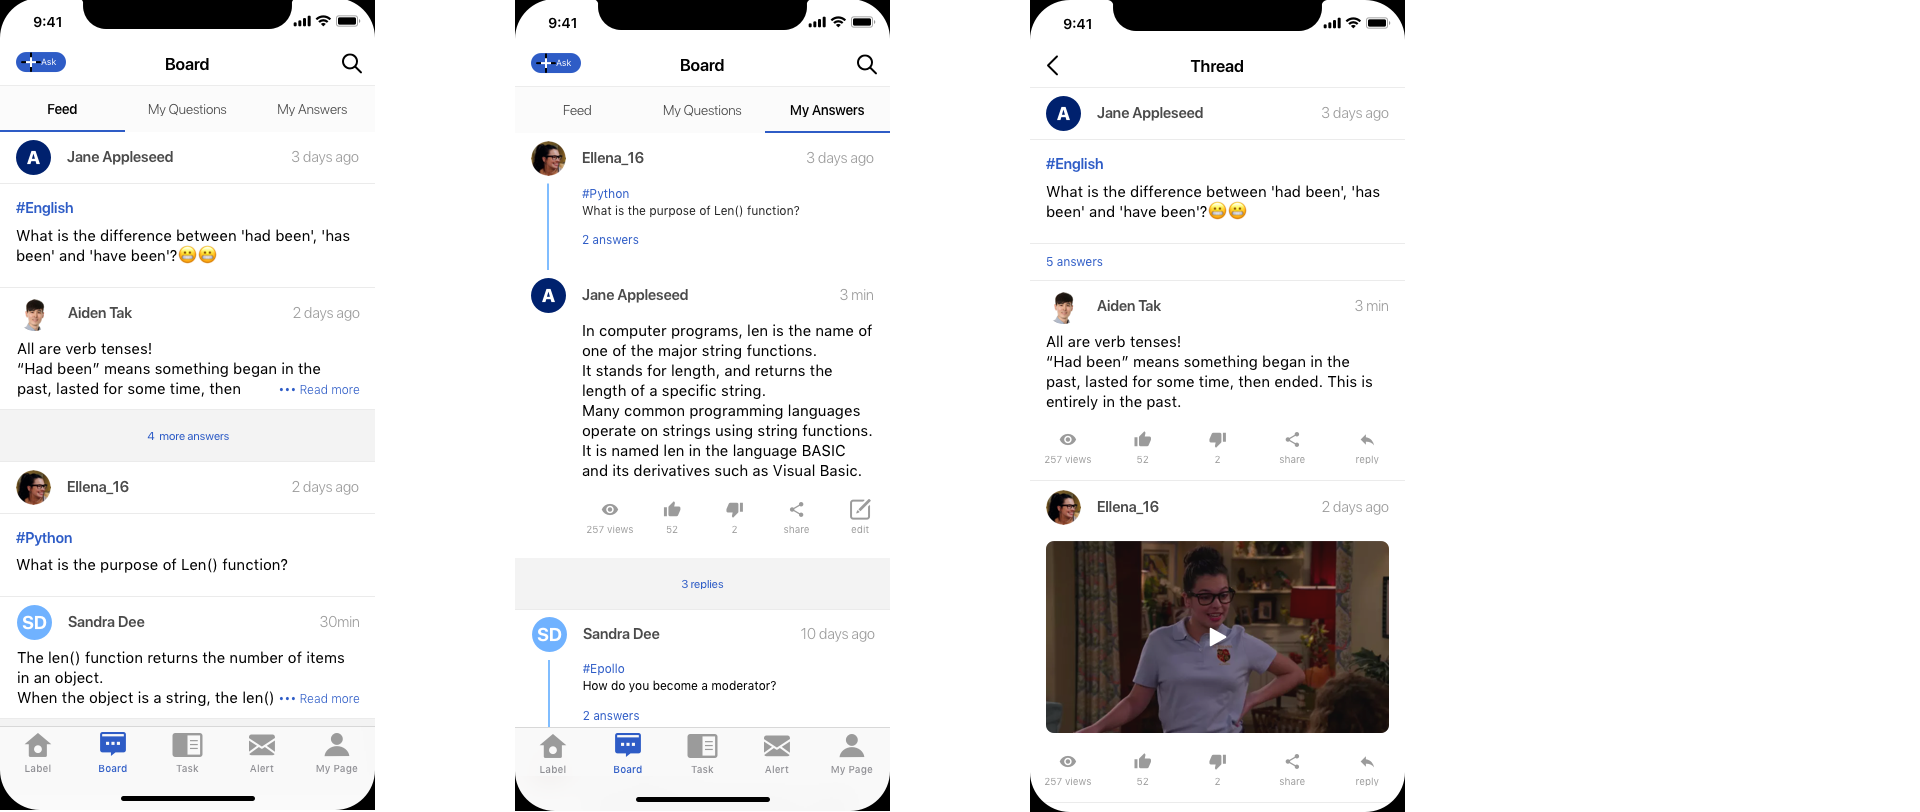 9:41
Ask
Board
Feed
My Questions
My Answers
Jane Appleseed
3 days ago
#English
What is the difference between 'had been', 'has
been' and 'have been'?😬😬
Aiden Tak
2 days ago
All are verb tenses!
“Had been” means something began in the
past, lasted for some time, then
••• Read more
4 more answers
Ellena_16
2 days ago
#Python
What is the purpose of Len() function?
SD
Sandra Dee
30min
The len() function returns the number of items
in an object.
When the object is a string, the len()
••• Read more
Label
Board
Task
Alert
My Page
9:41
Ask
Board
Feed
My Questions
My Answers
Ellena_16
3 days ago
#Python
What is the purpose of Len() function?
2 answers
A
Jane Appleseed
3 min
In computer programs, len is the name of
one of the major string functions.
It stands for length, and returns the
length of a specific string.
Many common programming languages
operate on strings using string functions.
It is named len in the language BASIC
and its derivatives such as Visual Basic.
257 views
52
2
share
edit
3 replies
SD
Sandra Dee
10 days ago
#Epollo
How do you become a moderator?
2 answers
Label
Board
Task
Alert
My Page
9:41
Thread
A
Jane Appleseed
3 days ago
#English
What is the difference between 'had been', 'has
been' and 'have been'?😬😬
5 answers
Aiden Tak
3 min
All are verb tenses!
“Had been” means something began in the
past, lasted for some time, then ended. This is
entirely in the past.
257 views
52
2
share
reply
Ellena_16
2 days ago
257 views
52
2
share
reply